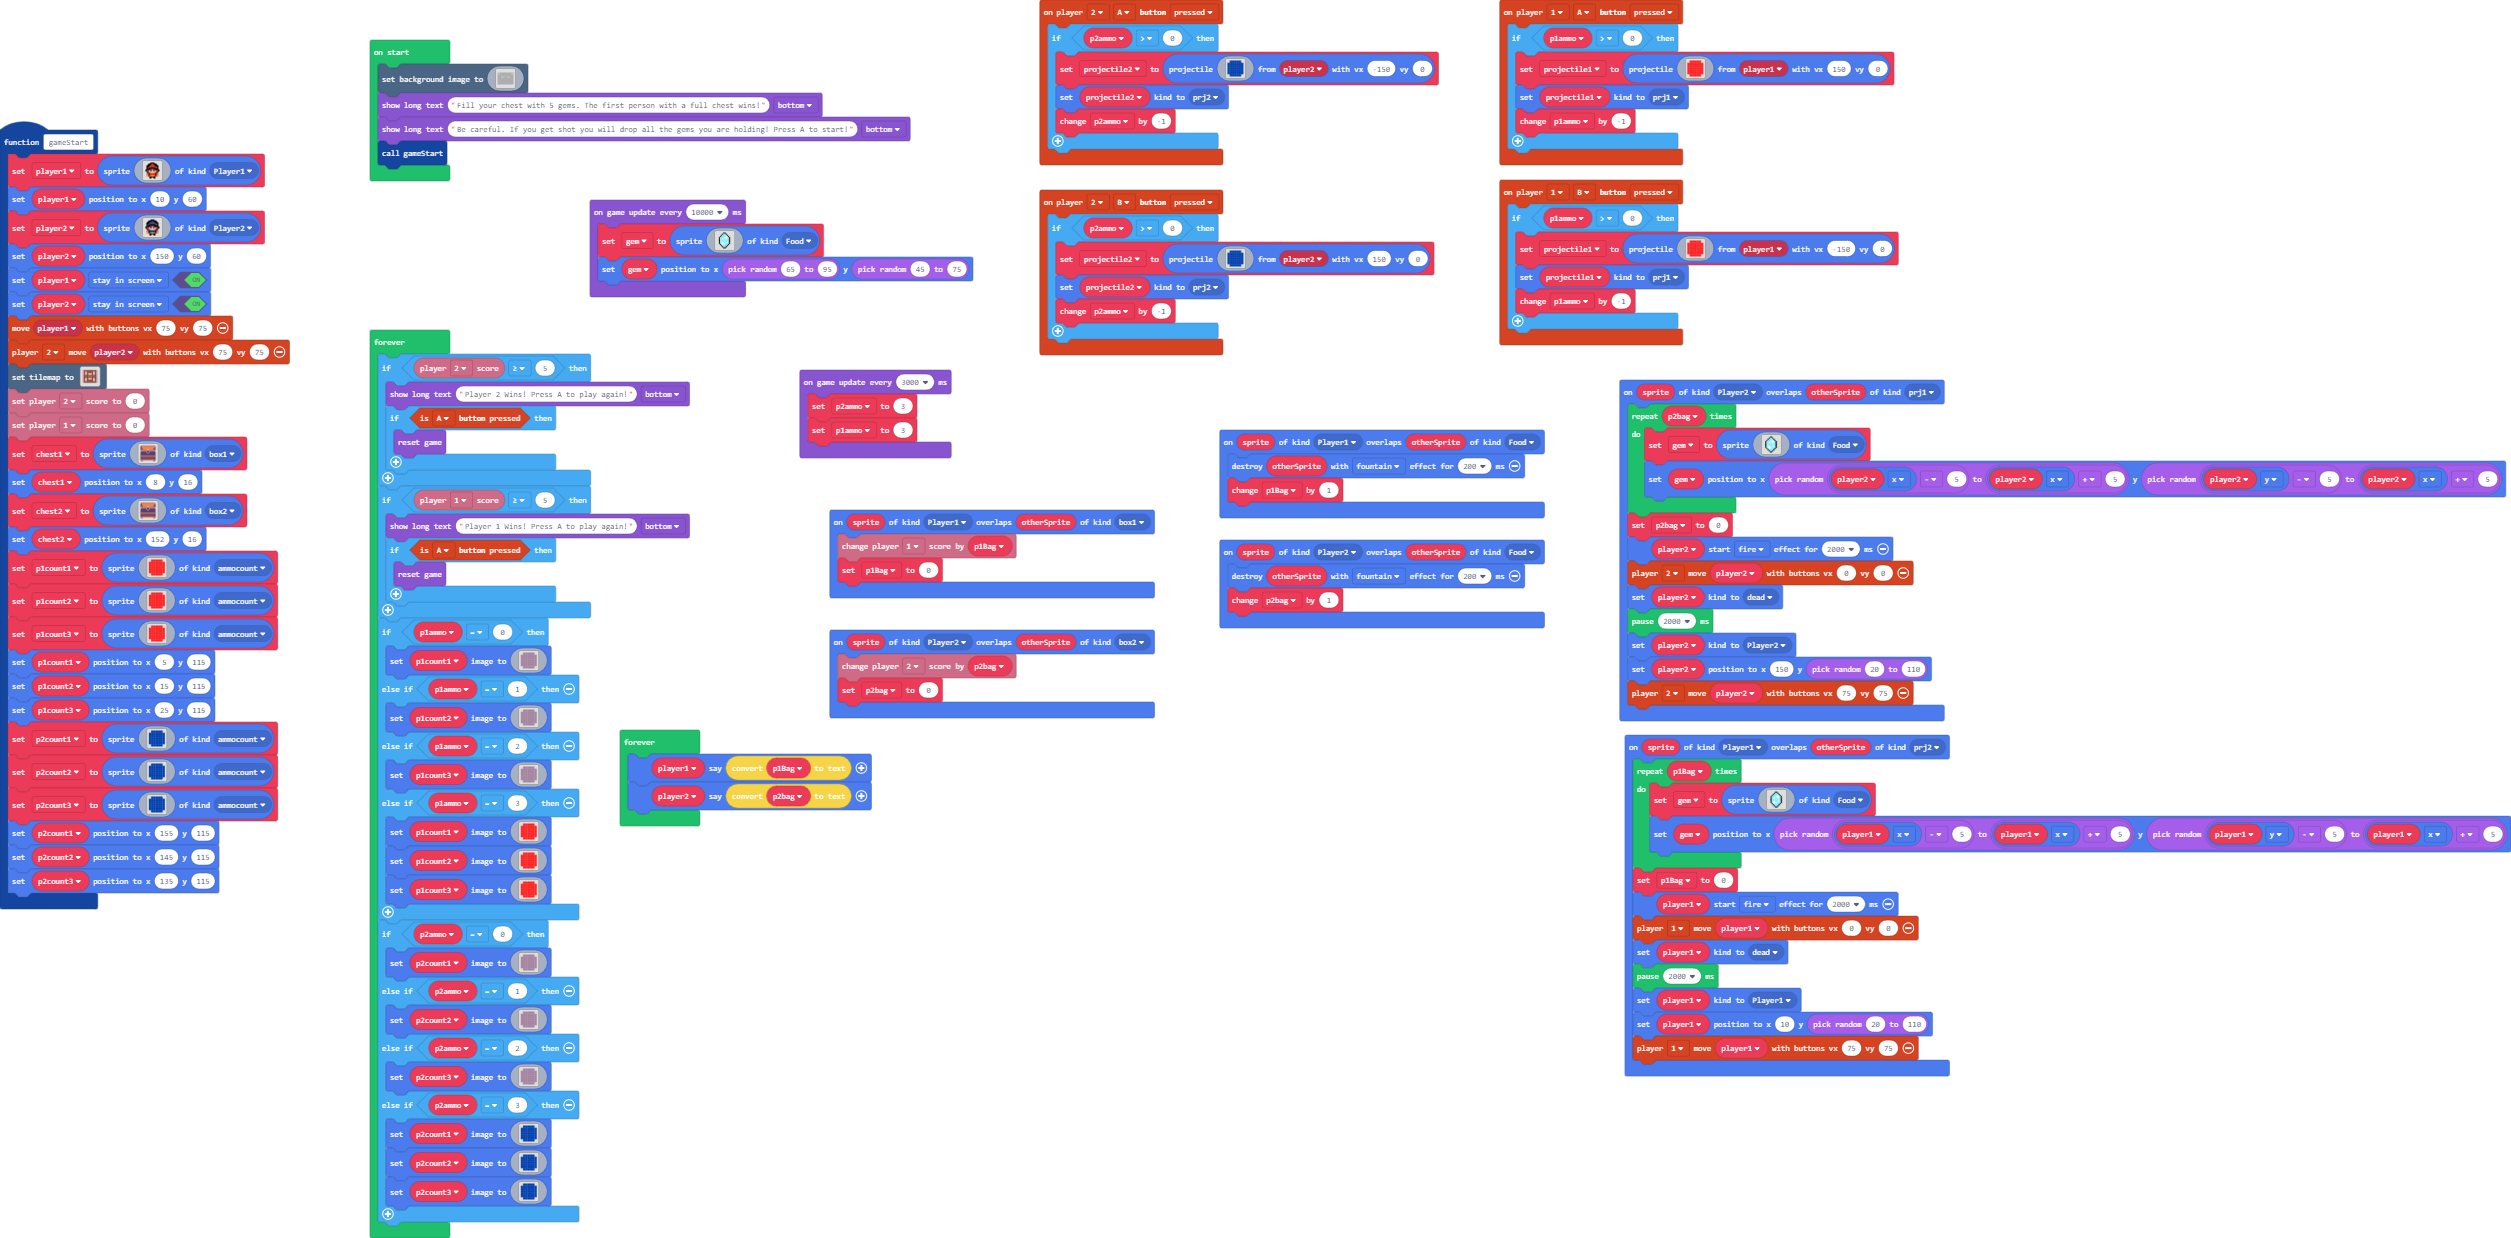 function gameStart
set player1 to sprite of kind Player1
set player1 position to x 10 y 60
set player2 to sprite of kind Player2
set player2 position to x 150 y 60
set player1 stay in screen ON
set player2 stay in screen ON
move player1 with buttons vx 75 vy 75
player 2 move player2 with buttons vx 75 vy 75
set tilemap to
set player 2 score to 0
set player 1 score to 0
set chest1 to sprite of kind box1
set chest1 position to x 8 y 16
set chest2 to sprite of kind box2
set chest2 position to x 152 y 16
set p1count1 to sprite of kind ammocount
set p1count2 to sprite of kind ammocount
set p1count3 to sprite of kind ammocount
set p1count1 position to x 5 y 115
set p1count2 position to x 15 y 115
set p1count3 position to x 25 y 115
set p2count1 to sprite of kind ammocount
set p2count2 to sprite of kind ammocount
set p2count3 to sprite of kind ammocount
set p2count1 position to x 155 y 115
set p2count2 position to x 145 y 115
set p2count3 position to x 135 y 115
on start
set background image to
show long text "Fill your chest with 5 gems. The first person with a full chest wins!" bottom
show long text "Be careful. If you get shot you will drop all the gems you are holding! Press A to start!" bottom
call gameStart
on game update every 10000 ms
set gem to sprite of kind Food
set gem position to x pick random 65 to 95 y pick random 45 to 75
forever
if player 2 score ≥ 5 then
show long text "Player 2 Wins! Press A to play again!" bottom
if is A button pressed then
reset game
if player 1 score ≥ 5 then
show long text "Player 1 Wins! Press A to play again!" bottom
if is A button pressed then
reset game
if p1ammo = 0 then
set p1count1 image to
else if p1ammo = 1 then
set p1count2 image to
else if p1ammo = 2 then
set p1count3 image to
else if p1ammo = 3 then
set p1count1 image to
set p1count2 image to
set p1count3 image to
if p2ammo = 0 then
set p2count1 image to
else if p2ammo = 1 then
set p2count2 image to
else if p2ammo = 2 then
set p2count3 image to
else if p2ammo = 3 then
set p2count1 image to
set p2count2 image to
set p2count3 image to
forever
player1 say convert p1Bag to text
player2 say convert p2bag to text
on game update every 3000 ms
set p2ammo to 3
set p1ammo to 3
on sprite of kind Player1 overlaps otherSprite of kind box1
change player 1 score by p1Bag
set p1Bag to 0
on sprite of kind Player2 overlaps otherSprite of kind box2
change player 2 score by p2bag
set p2bag to 0
on player 2 A button pressed
if p2ammo > 0 then
set projectile2 to projectile from player2 with vx -150 vy 0
set projectile2 kind to prj2
change p2ammo by -1
on player 2 B button pressed
if p2ammo > 0 then
set projectile2 to projectile from player2 with vx 150 vy 0
set projectile2 kind to prj2
change p2ammo by -1
on sprite of kind Player1 overlaps otherSprite of kind Food
destroy otherSprite with fountain effect for 200 ms
change p1Bag by 1
on sprite of kind Player2 overlaps otherSprite of kind Food
destroy otherSprite with fountain effect for 200 ms
change p2bag by 1
on player 1 A button pressed
if p1ammo > 0 then
set projectile1 to projectile from player1 with vx 150 vy 0
set projectile1 kind to prj1
change p1ammo by -1
on player 1 B button pressed
if p1ammo > 0 then
set projectile1 to projectile from player1 with vx -150 vy 0
set projectile1 kind to prj1
change p1ammo by -1
on sprite of kind Player2 overlaps otherSprite of kind prj1
repeat p2bag times
do
set gem to sprite of kind Food
set gem position to x pick random player2 x - 5 to player2 x + 5 y pick random player2 y - 5 to player2 x + 5
set p2bag to 0
player2 start fire effect for 2000 ms
player 2 move player2 with buttons vx 0 vy 0
set player2 kind to dead
pause 2000 ms
set player2 kind to Player2
set player2 position to x 150 y pick random 20 to 110
player 2 move player2 with buttons vx 75 vy 75
on sprite of kind Player1 overlaps otherSprite of kind prj2
repeat p1Bag times
do
set gem to sprite of kind Food
set gem position to x pick random player1 x - 5 to player1 x + 5 y pick random player1 y - 5 to player1 x + 5
set p1Bag to 0
player1 start fire effect for 2000 ms
player 1 move player1 with buttons vx 0 vy 0
set player1 kind to dead
pause 2000 ms
set player1 kind to Player1
set player1 position to x 10 y pick random 20 to 110
player 1 move player1 with buttons vx 75 vy 75